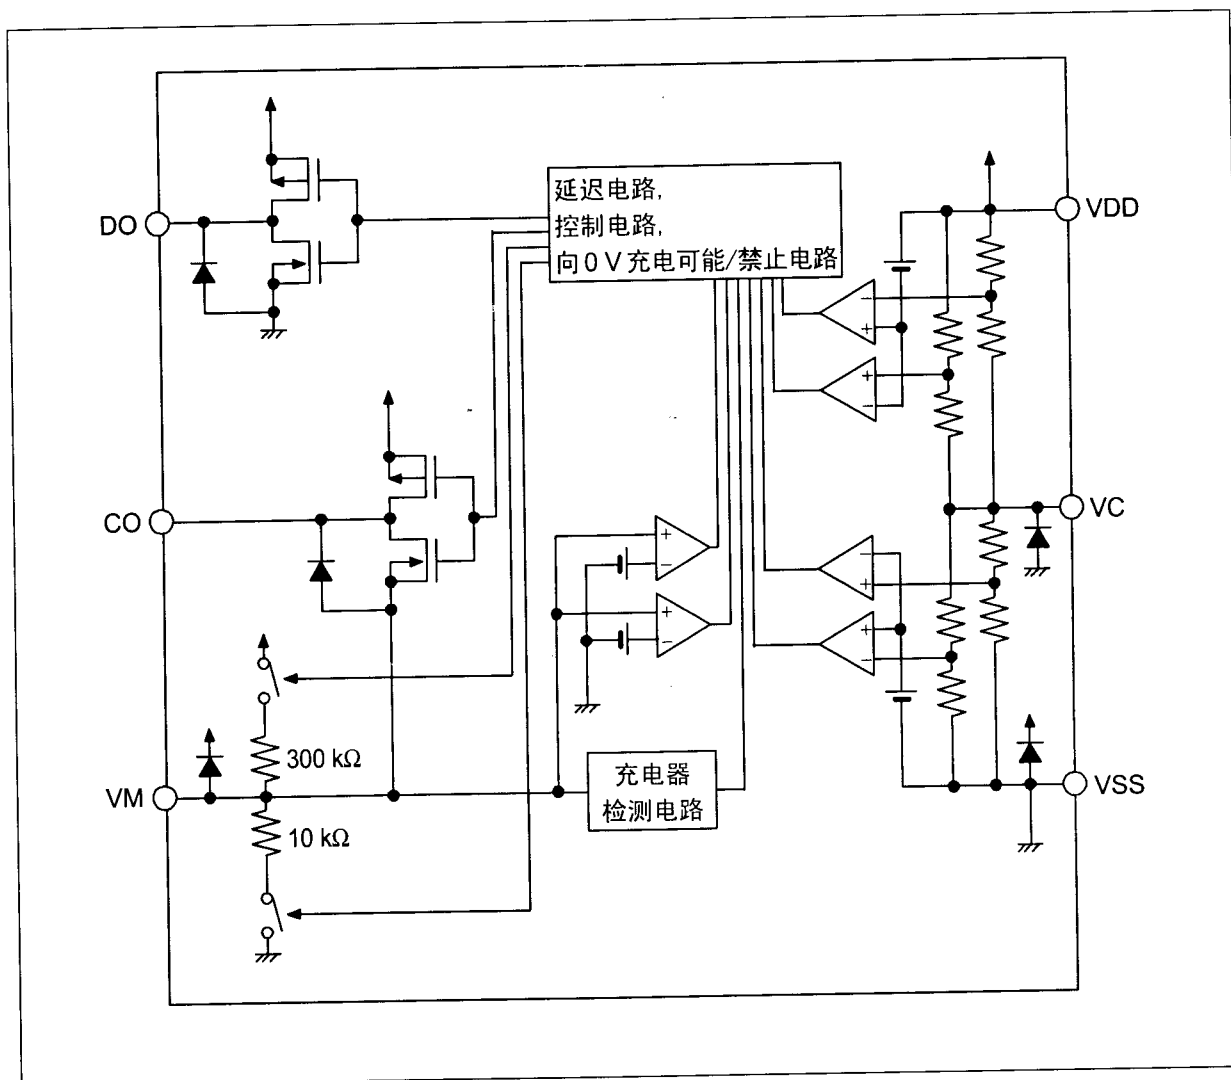 延迟电路,
控制电路,
向0 V充电可能/禁止电路
DO
VDD
−
+
+
−
CO
VC
+
−
−
+
+
−
+
−
300 kΩ
VM
充电器
检测电路
VSS
10 kΩ